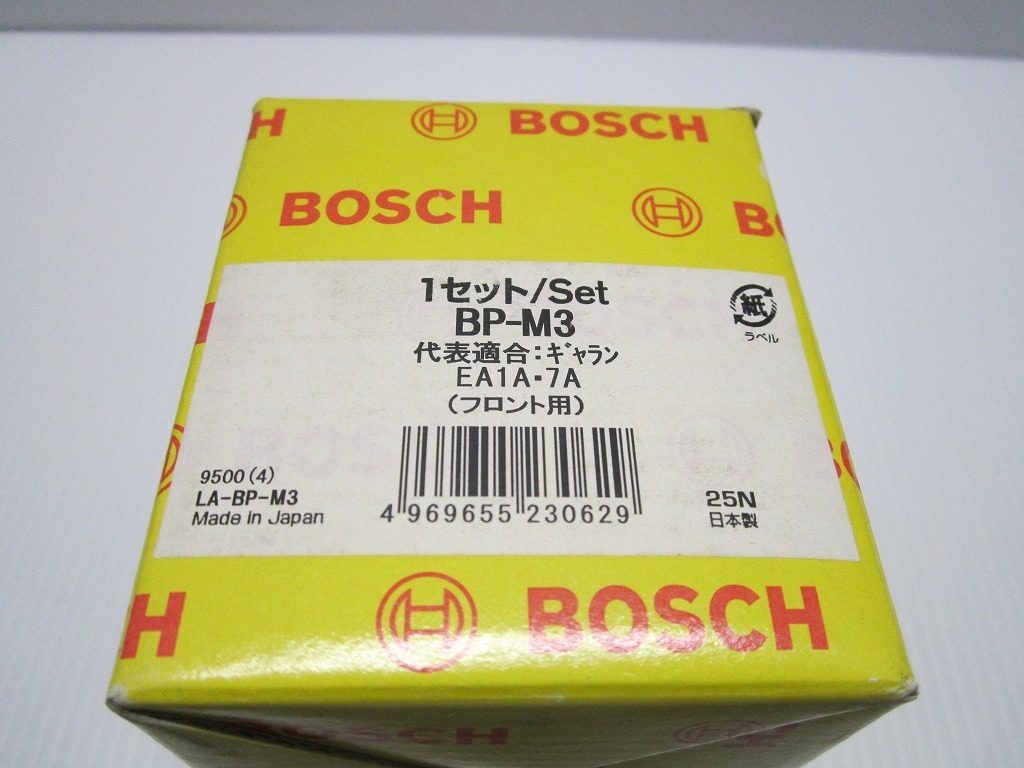 H BOSCH
BOSCH B
1セット/Set
BP-M3
代表適合:ギャラン
EA1A・7A
(フロント用)
紙
ラベル
9500(4)
LA-BP-M3
Made in Japan
4 969655 230629
25N
日本製
H BOSCH
BOSCH